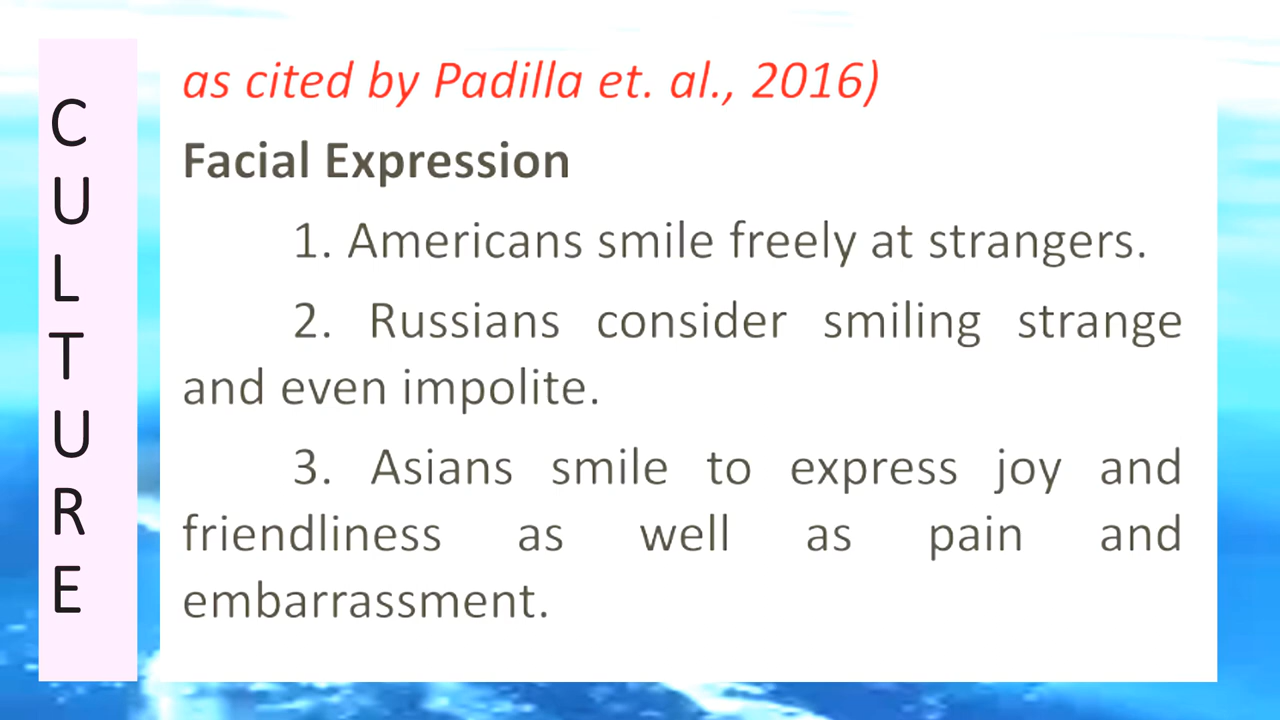 CULTURE
as cited by Padilla et. al., 2016)
Facial Expression
1. Americans smile freely at strangers.
2. Russians consider smiling strange
and even impolite.
3. Asians smile to express joy and
friendliness as well as pain and
embarrassment.